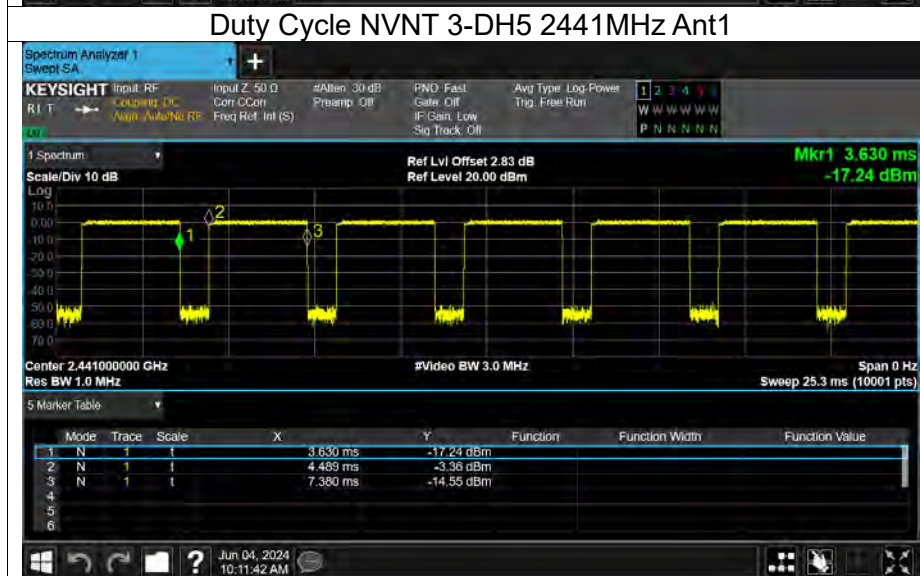 Duty Cycle NVNT 3-DH5 2441MHz Ant1
Spectrum Analyzer 1
Swept SA
+
KEYSIGHT Input: RF Input Z: 50 Ω #Atten: 30 dB PNO: Fast Avg Type: Log-Power 1 2 3 4 5 6
RLT Coupling: DC Corr CCorr Preamp: Off Gate: Off Trig: Free Run W W W W W W
Align: Auto/No RF Freq Ref: Int (S) IF Gain: Low
Sig Track: Off P N N N N N
1 Spectrum
Ref Lvl Offset 2.83 dB Mkr1 3.630 ms
Scale/Div 10 dB Ref Level 20.00 dBm -17.24 dBm
Log
10.0
0.00
-10.0
-20.0
-30.0
-40.0
-50.0
-60.0
-70.0
1
2
3
Center 2.441000000 GHz #Video BW 3.0 MHz Span 0 Hz
Res BW 1.0 MHz Sweep 25.3 ms (10001 pts)
5 Marker Table
Mode Trace Scale X Y Function Function Width Function Value
1 N 1 t 3.630 ms -17.24 dBm
2 N 1 t 4.489 ms -3.36 dBm
3 N 1 t 7.380 ms -14.55 dBm
4
5
6
?
Jun 04, 2024
10:11:42 AM